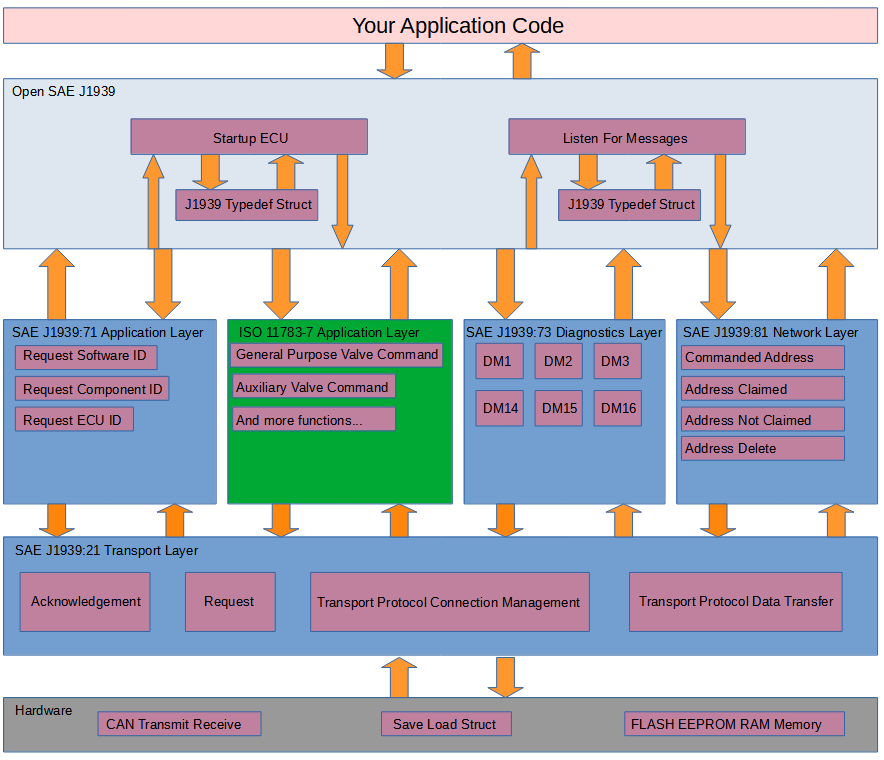 Your Application Code
Open SAE J1939
Startup ECU
Listen For Messages
J1939 Typedef Struct
J1939 Typedef Struct
SAE J1939:71 Application Layer
Request Software ID
Request Component ID
Request ECU ID
ISO 11783-7 Application Layer
General Purpose Valve Command
Auxiliary Valve Command
And more functions...
SAE J1939:73 Diagnostics Layer
DM1
DM2
DM3
DM14
DM15
DM16
SAE J1939:81 Network Layer
Commanded Address
Address Claimed
Address Not Claimed
Address Delete
SAE J1939:21 Transport Layer
Acknowledgement
Request
Transport Protocol Connection Management
Transport Protocol Data Transfer
Hardware
CAN Transmit Receive
Save Load Struct
FLASH EEPROM RAM Memory